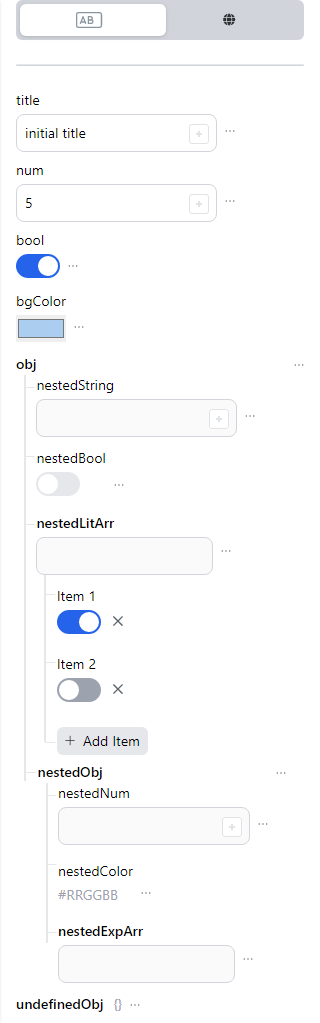 AB
title
initial title
num
5
bool
bgColor
obj
nestedString
nestedBool
nestedLitArr
Item 1
Item 2
+ Add Item
nestedObj
nestedNum
nestedColor
#RRGGBB
nestedExpArr
undefinedObj {}